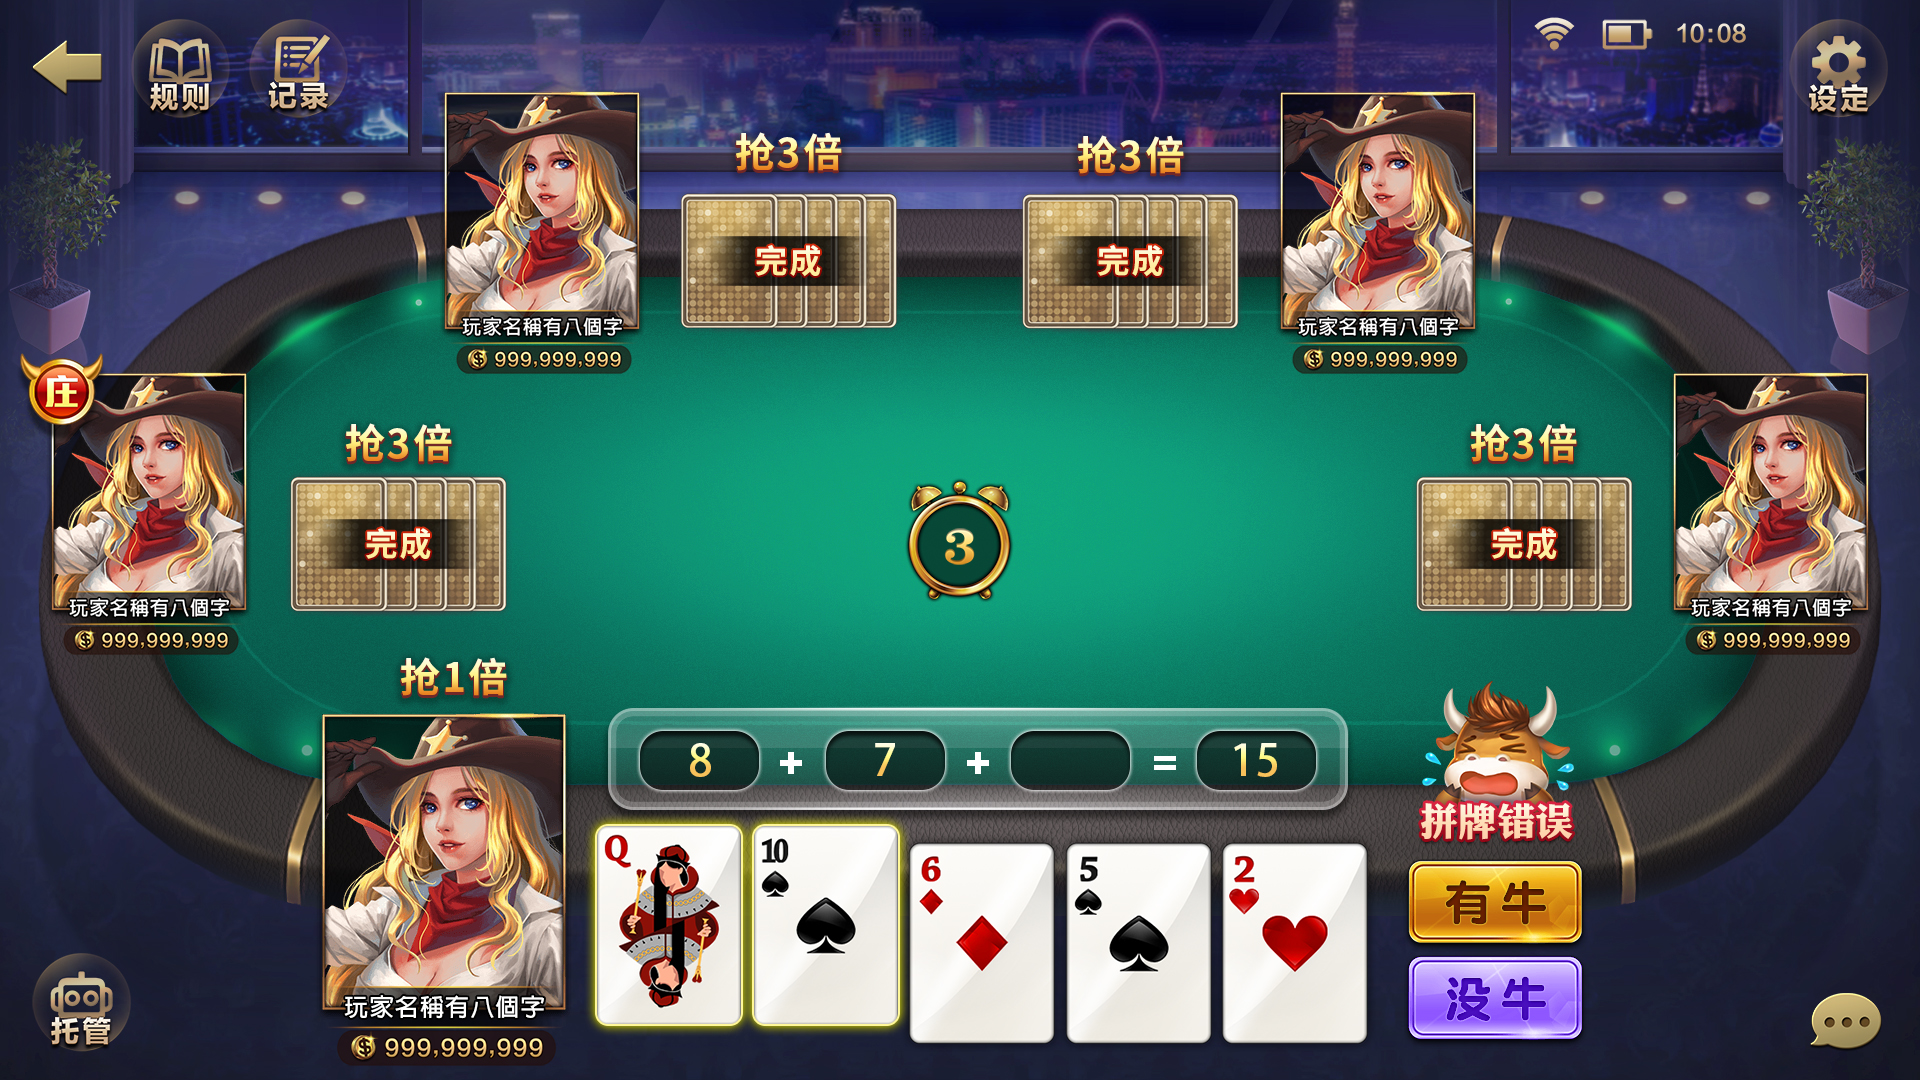 规则
记录
10:08
设定
抢3倍
抢3倍
完成
完成
玩家名稱有八個字
999,999,999
玩家名稱有八個字
999,999,999
庄
抢3倍
完成
玩家名稱有八個字
999,999,999
3
抢3倍
完成
玩家名稱有八個字
999,999,999
抢1倍
8 + 7 + = 15
拼牌错误
Q
10
6
5
2
有牛
没牛
玩家名稱有八個字
999,999,999
托管